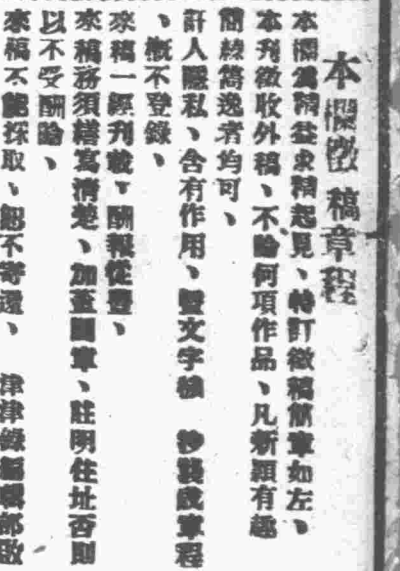 本欄徵稿章程
本欄為精益求精起見、特訂徵稿簡章如左、
本刊徵收外稿、不論何項作品、凡新穎有趣
簡練雋逸者均可、
訐人隱私、含有作用、暨文字穢　抄襲成章程
、概不登錄、
來稿一經刊載、酬報從豐、
來稿務須繕寫清楚、加蓋圖章、註明住址否則
以不受酬論、
來稿不能採取、恕不寄還、　津津錄編輯部啟